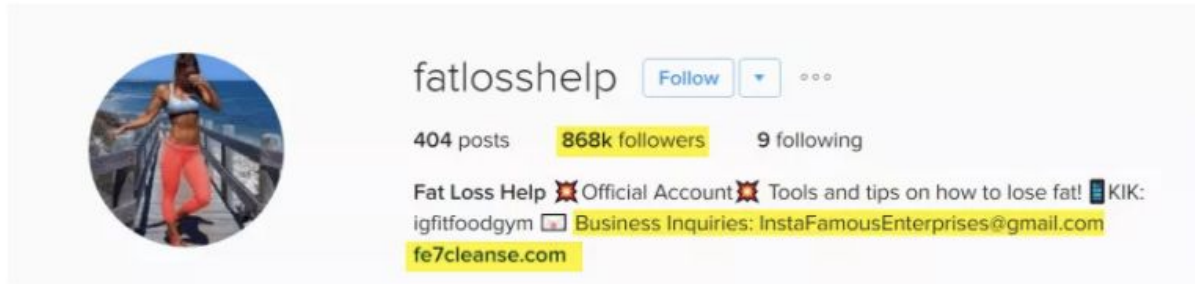 fatlosshelp Follow
404 posts 868k followers 9 following
Fat Loss Help 💥Official Account💥 Tools and tips on how to lose fat! 📱KIK:
igfitfoodgym 💌 Business Inquiries: InstaFamousEnterprises@gmail.com
fe7cleanse.com